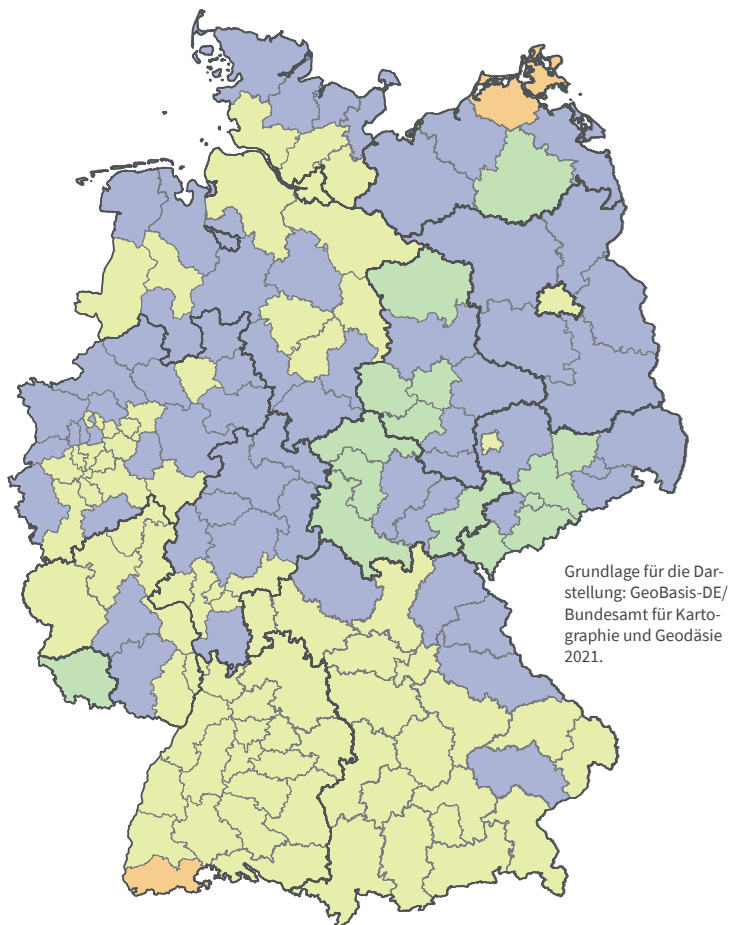 Grundlage für die Dar-
stellung: GeoBasis-DE/
Bundesamt für Karto-
graphie und Geodäsie
2021.